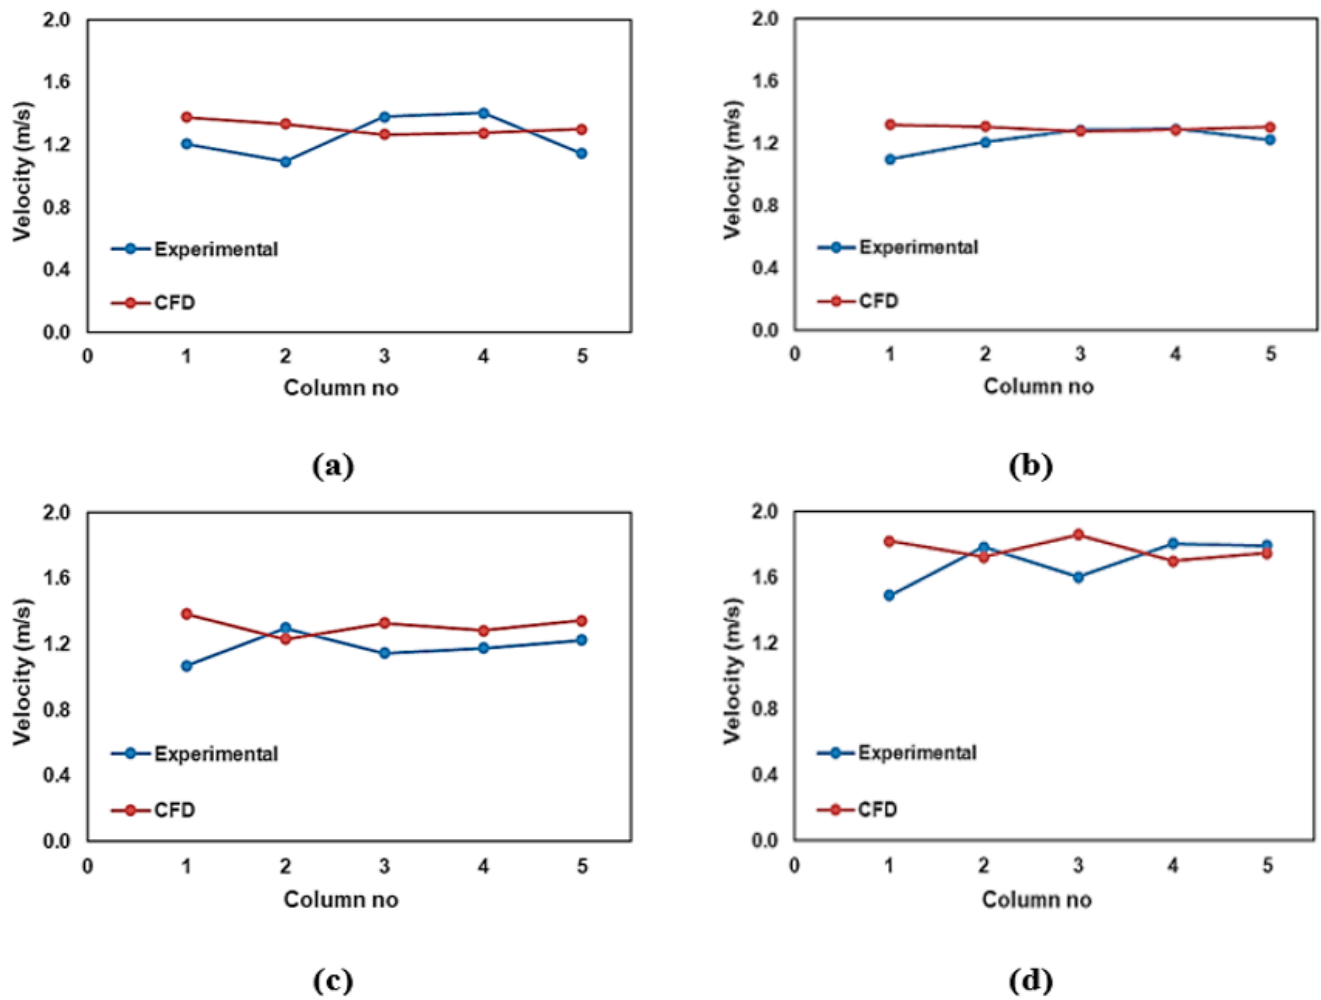 2.0
1.6
1.2
0.8
0.4
0.0
Velocity (m/s)
Experimental
CFD
0 1 2 3 4 5
Column no
(a)
2.0
1.6
1.2
0.8
0.4
0.0
Velocity (m/s)
Experimental
CFD
0 1 2 3 4 5
Column no
(b)
2.0
1.6
1.2
0.8
0.4
0.0
Velocity (m/s)
Experimental
CFD
0 1 2 3 4 5
Column no
(c)
2.0
1.6
1.2
0.8
0.4
0.0
Velocity (m/s)
Experimental
CFD
0 1 2 3 4 5
Column no
(d)